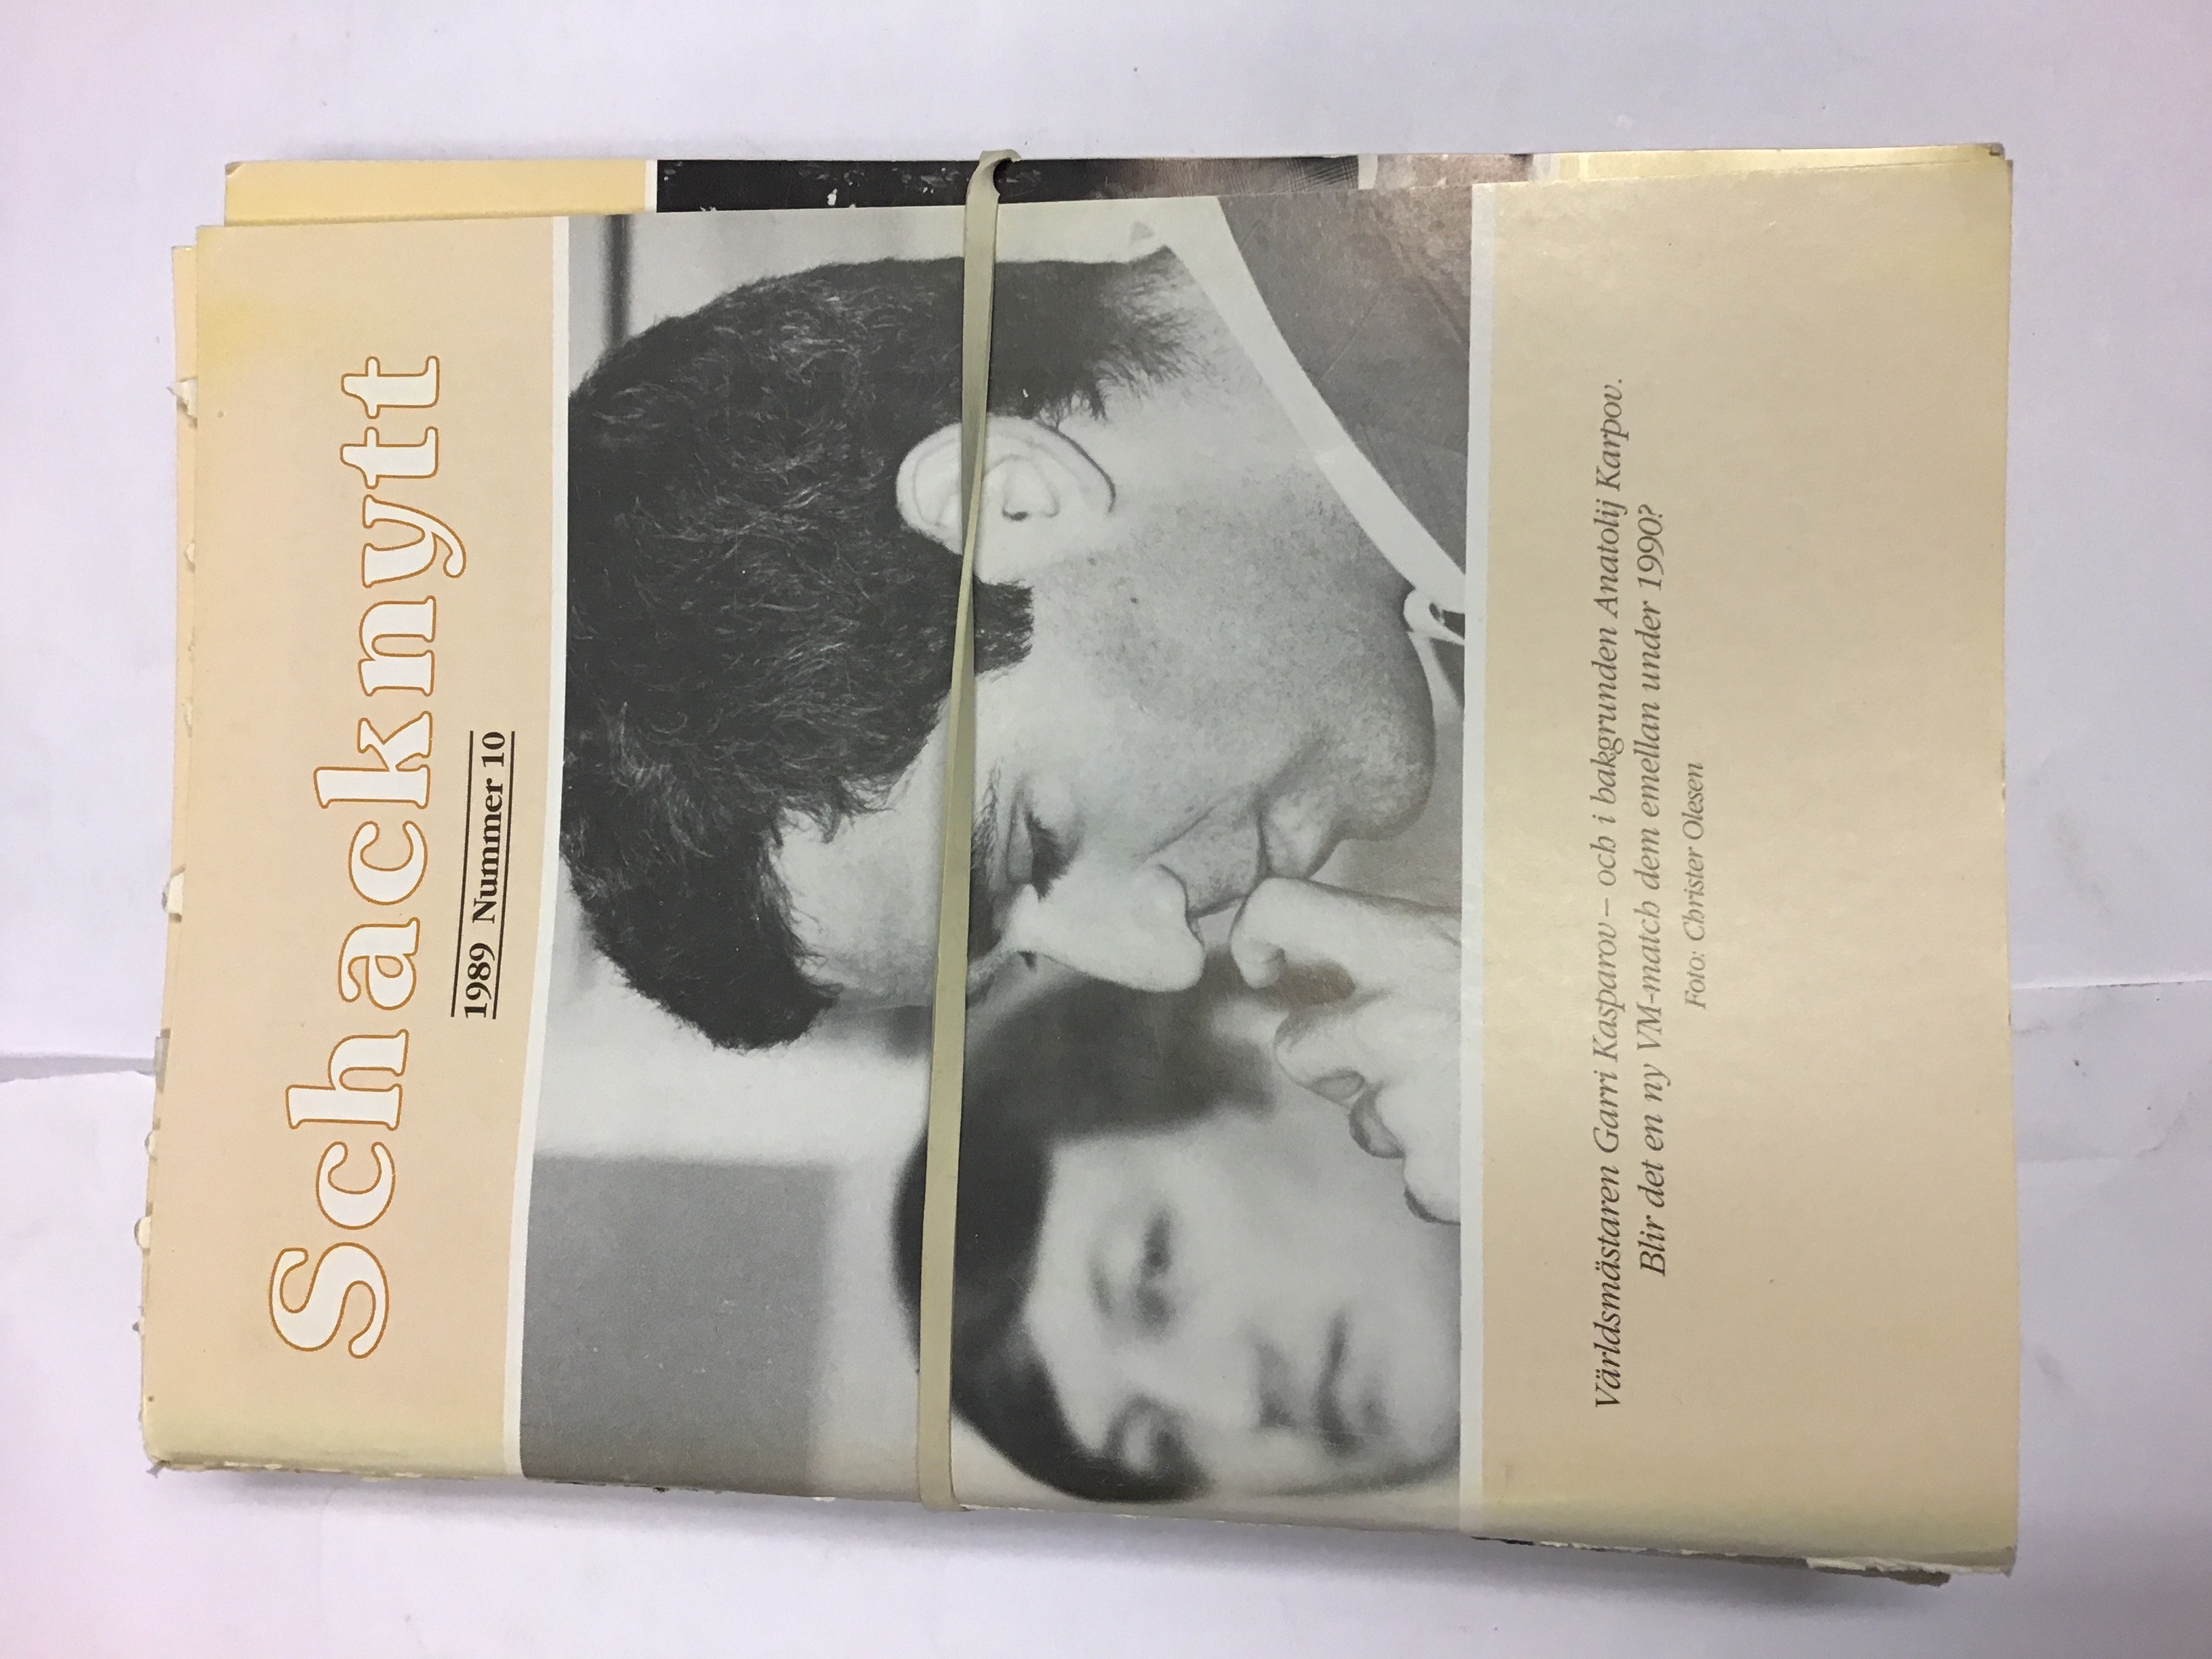 Schacknytt
1989 Nummer 10
Världsmästaren Garri Kasparov – och i bakgrunden Anatolij Karpov.
Blir det en ny VM-match dem emellan under 1990?
Foto: Christer Olesen